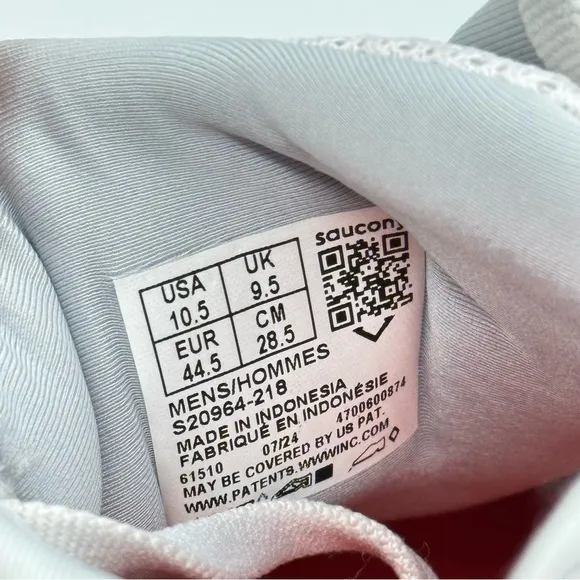 saucony
USA UK
10.5 9.5
EUR CM
44.5 28.5
MENS/HOMMES
S20964-218
MADE IN INDONESIA
FABRIQUÉ EN INDONÉSIE
61510 07/24 4700600874
MAY BE COVERED BY US PAT.
WWW.PATENTS.WWWINC.COM